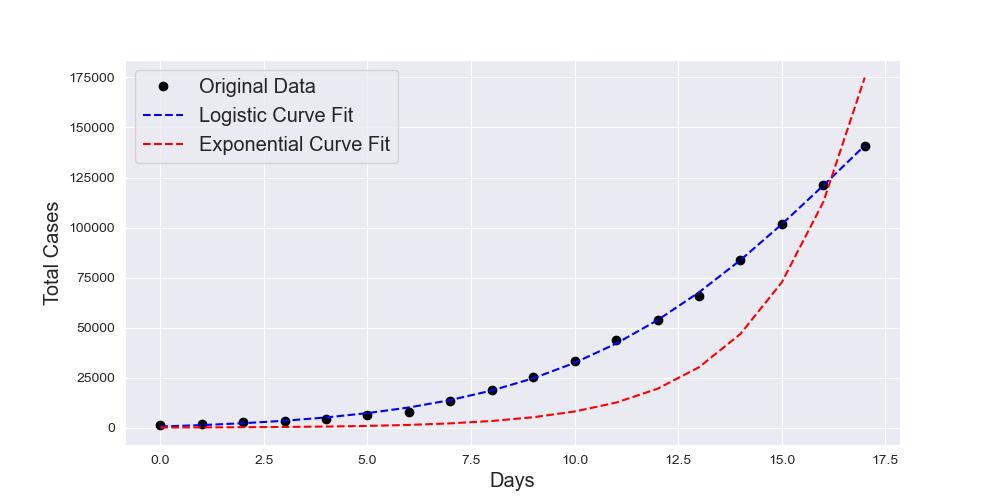 Original Data
Logistic Curve Fit
Exponential Curve Fit
175000
150000
125000
100000
75000
50000
25000
0
Total Cases
0.0 2.5 5.0 7.5 10.0 12.5 15.0 17.5
Days